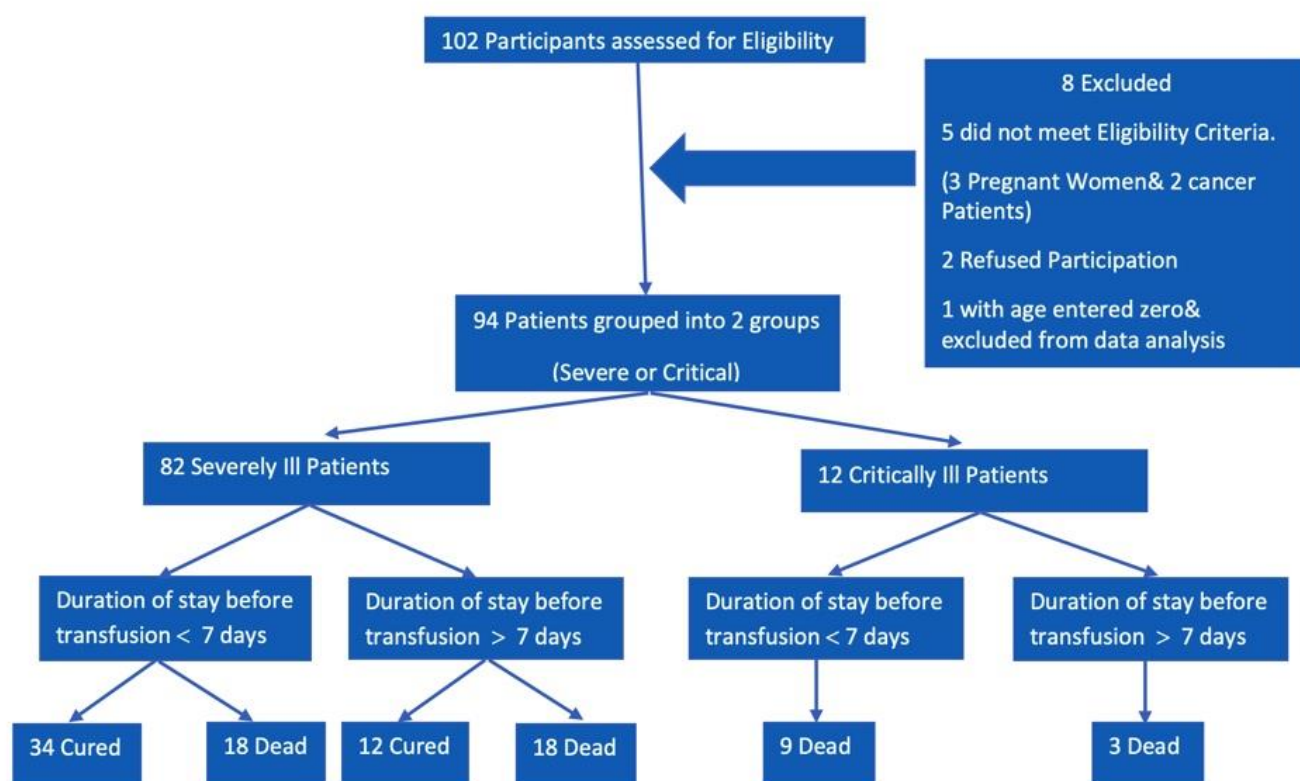 102 Participants assessed for Eligibility
8 Excluded
5 did not meet Eligibility Criteria.
(3 Pregnant Women& 2 cancer
Patients)
2 Refused Participation
1 with age entered zero&
excluded from data analysis
94 Patients grouped into 2 groups
(Severe or Critical)
82 Severely Ill Patients
12 Critically Ill Patients
Duration of stay before
transfusion < 7 days
Duration of stay before
transfusion > 7 days
Duration of stay before
transfusion < 7 days
Duration of stay before
transfusion > 7 days
34 Cured
18 Dead
12 Cured
18 Dead
9 Dead
3 Dead